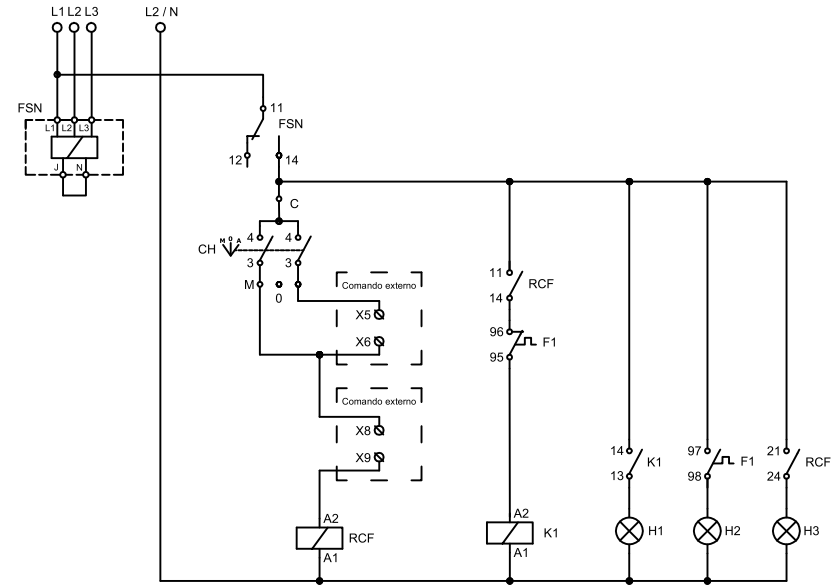 L1 L2 L3 L2 / N
FSN
L1 L2 L3
J N
11
FSN
12 14
C
M 0 A
CH 4 4
3 3
M 0
Comando externo
X5
X6
Comando externo
X8
X9
A2
RCF
A1
11
RCF
14
96
F1
95
A2
K1
A1
14
K1
13
H1
97
F1
98
H2
21
RCF
24
H3